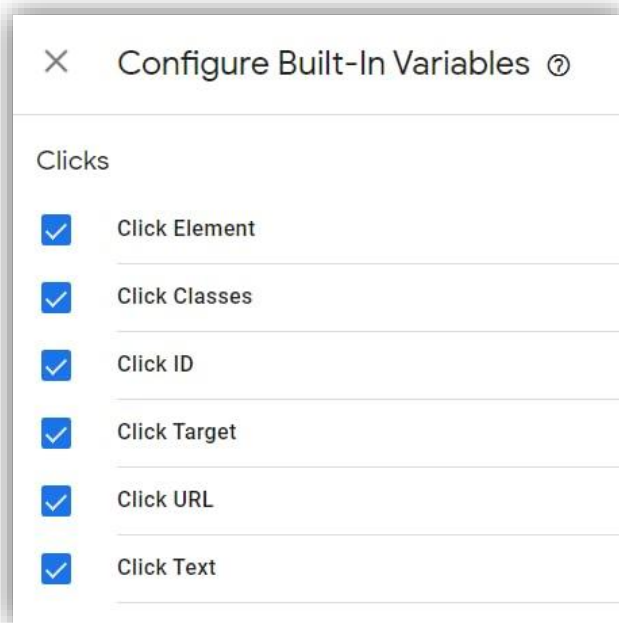 Configure Built-In Variables
Clicks
Click Element
Click Classes
Click ID
Click Target
Click URL
Click Text